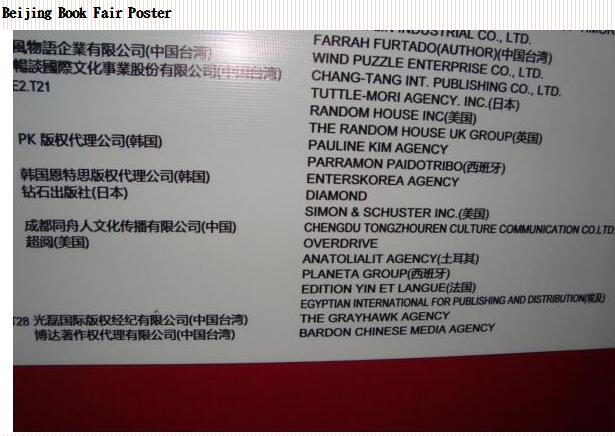 Beijing Book Fair Poster
INDUSTRIAL CO., LTD.
FARRAH FURTADO(AUTHOR)(中国台湾)
風物語企業有限公司(中国台湾)
WIND PUZZLE ENTERPRISE CO., LTD.
暢談國際文化事業股份有限公司(中国台湾)
CHANG-TANG INT. PUBLISHING CO., LTD.
E2.T21
TUTTLE-MORI AGENCY. INC.(日本)
RANDOM HOUSE INC(美国)
THE RANDOM HOUSE UK GROUP(英国)
PK 版权代理公司(韩国)
PAULINE KIM AGENCY
PARRAMON PAIDOTRIBO(西班牙)
韩国恩特思版权代理公司(韩国)
ENTERSKOREA AGENCY
钻石出版社(日本)
DIAMOND
SIMON & SCHUSTER INC.(美国)
成都同舟人文化传播有限公司(中国)
CHENGDU TONGZHOUREN CULTURE COMMUNICATION CO.LTD
超阅(美国)
OVERDRIVE
ANATOLIALIT AGENCY(土耳其)
PLANETA GROUP(西班牙)
EDITION YIN ET LANGUE(法国)
EGYPTIAN INTERNATIONAL FOR PUBLISHING AND DISTRIBUTION(埃及)
T28 光磊国际版权经纪有限公司(中国台湾)
THE GRAYHAWK AGENCY
博达著作权代理有限公司(中国台湾)
BARDON CHINESE MEDIA AGENCY